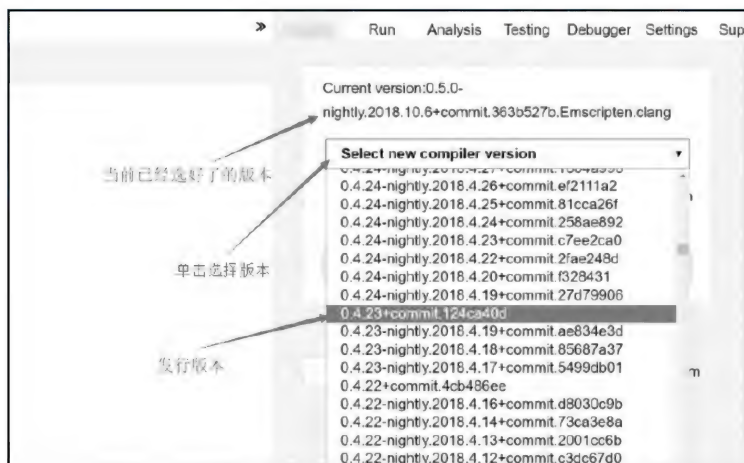 »
Run Analysis Testing Debugger Settings Sup
Current version:0.5.0-
nightly.2018.10.6+commit.363b527b.Emscripten.clang
当前已经选好了的版本
Select new compiler version
0.4.24-nightly.2018.4.26+commit.ef2111a2
0.4.24-nightly.2018.4.25+commit.81cca26f
0.4.24-nightly.2018.4.24+commit.258ae892
0.4.24-nightly.2018.4.23+commit.c7ee2ca0
单击选择版本
0.4.24-nightly.2018.4.22+commit.2fae248d
0.4.24-nightly.2018.4.20+commit.f328431
0.4.24-nightly.2018.4.19+commit.27d79906
0.4.23+commit.124ca40d
0.4.23-nightly.2018.4.19+commit.ae834e3d
0.4.23-nightly.2018.4.18+commit.85687a37
发行版本
0.4.23-nightly.2018.4.17+commit.5499db01
m
0.4.22+commit.4cb486ee
0.4.22-nightly.2018.4.16+commit.d8030c9b
0.4.22-nightly.2018.4.14+commit.73ca3e8a
0.4.22-nightly.2018.4.13+commit.2001cc6b
0.4.22-nightly.2018.4.12+commit.c3dc67d0